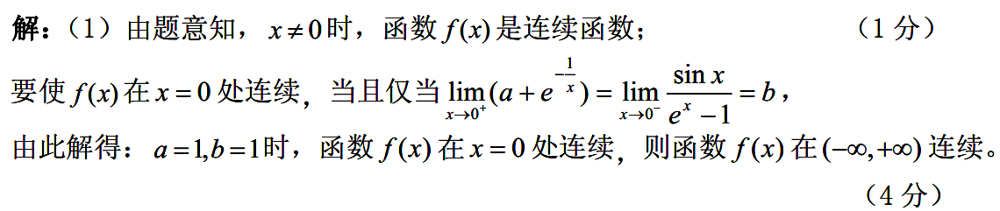 解：（1）由题意知，$x \neq 0$时，函数$f(x)$是连续函数；（1 分）
要使$f(x)$在$x=0$处连续，当且仅当$\lim\limits_{x \to 0^+}(a+e^{-\frac{1}{x}})=\lim\limits_{x \to 0^-}\frac{\sin x}{e^x-1}=b$，
由此解得：$a=1,b=1$时，函数$f(x)$在$x=0$处连续，则函数$f(x)$在$(-\infty,+\infty)$连续。
（4 分）